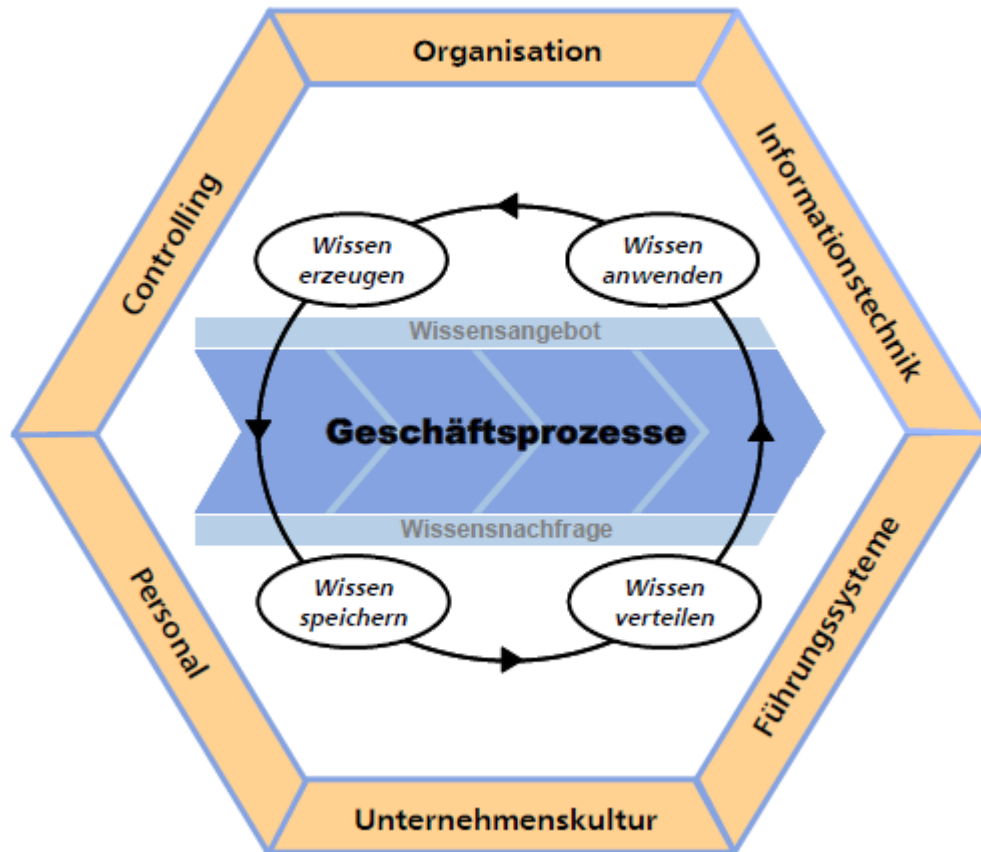 Organisation
Controlling
Informationstechnik
Wissen
erzeugen
Wissen
anwenden
Wissensangebot
Geschäftsprozesse
Wissensnachfrage
Wissen
speichern
Wissen
verteilen
Personal
Führungssysteme
Unternehmenskultur